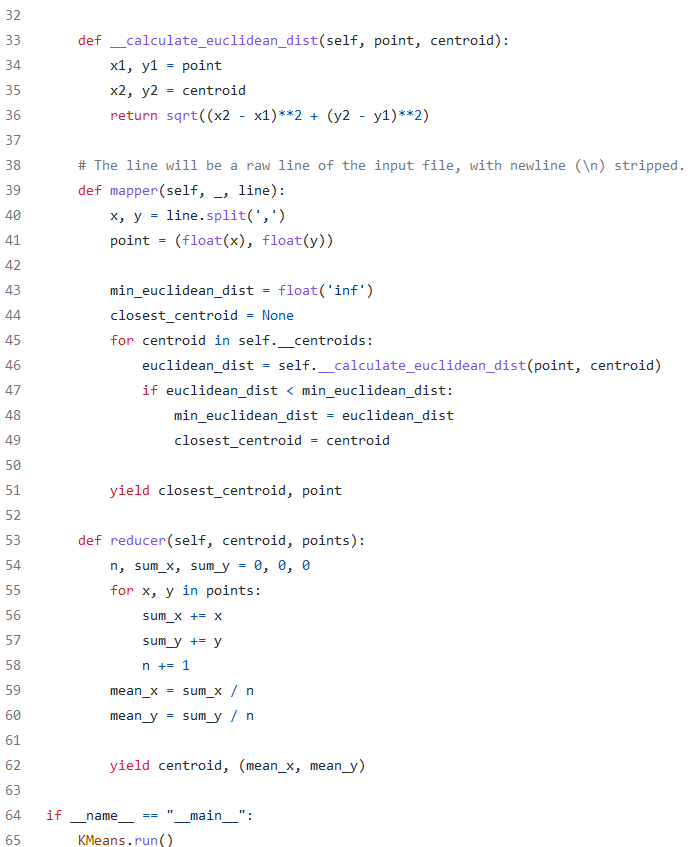 32
33     def __calculate_euclidean_dist(self, point, centroid):
34         x1, y1 = point
35         x2, y2 = centroid
36         return sqrt((x2 - x1)**2 + (y2 - y1)**2)
37
38     # The line will be a raw line of the input file, with newline (\n) stripped.
39     def mapper(self, _, line):
40         x, y = line.split(',')
41         point = (float(x), float(y))
42
43         min_euclidean_dist = float('inf')
44         closest_centroid = None
45         for centroid in self.__centroids:
46             euclidean_dist = self.__calculate_euclidean_dist(point, centroid)
47             if euclidean_dist < min_euclidean_dist:
48                 min_euclidean_dist = euclidean_dist
49                 closest_centroid = centroid
50
51         yield closest_centroid, point
52
53     def reducer(self, centroid, points):
54         n, sum_x, sum_y = 0, 0, 0
55         for x, y in points:
56             sum_x += x
57             sum_y += y
58             n += 1
59         mean_x = sum_x / n
60         mean_y = sum_y / n
61
62         yield centroid, (mean_x, mean_y)
63
64 if __name__ == "__main__":
65     KMeans.run()